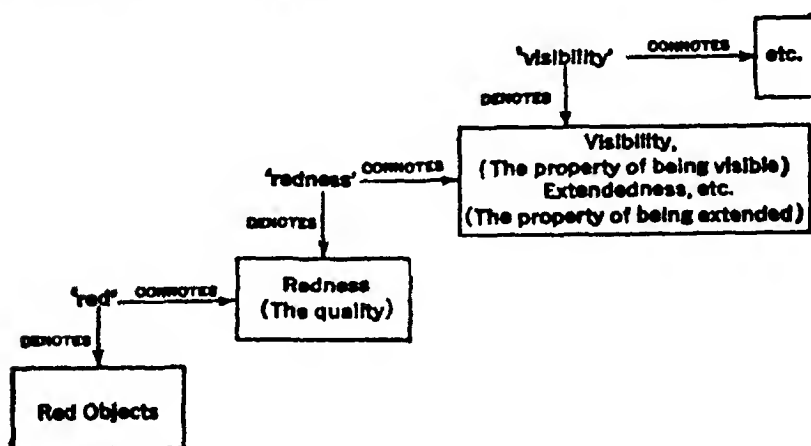 'visibility' CONNOTES etc.
DENOTES
Visibility,
(The property of being visible)
Extendedness, etc.
(The property of being extended)
'redness' CONNOTES
DENOTES
Redness
(The quality)
'red' CONNOTES
DENOTES
Red Objects